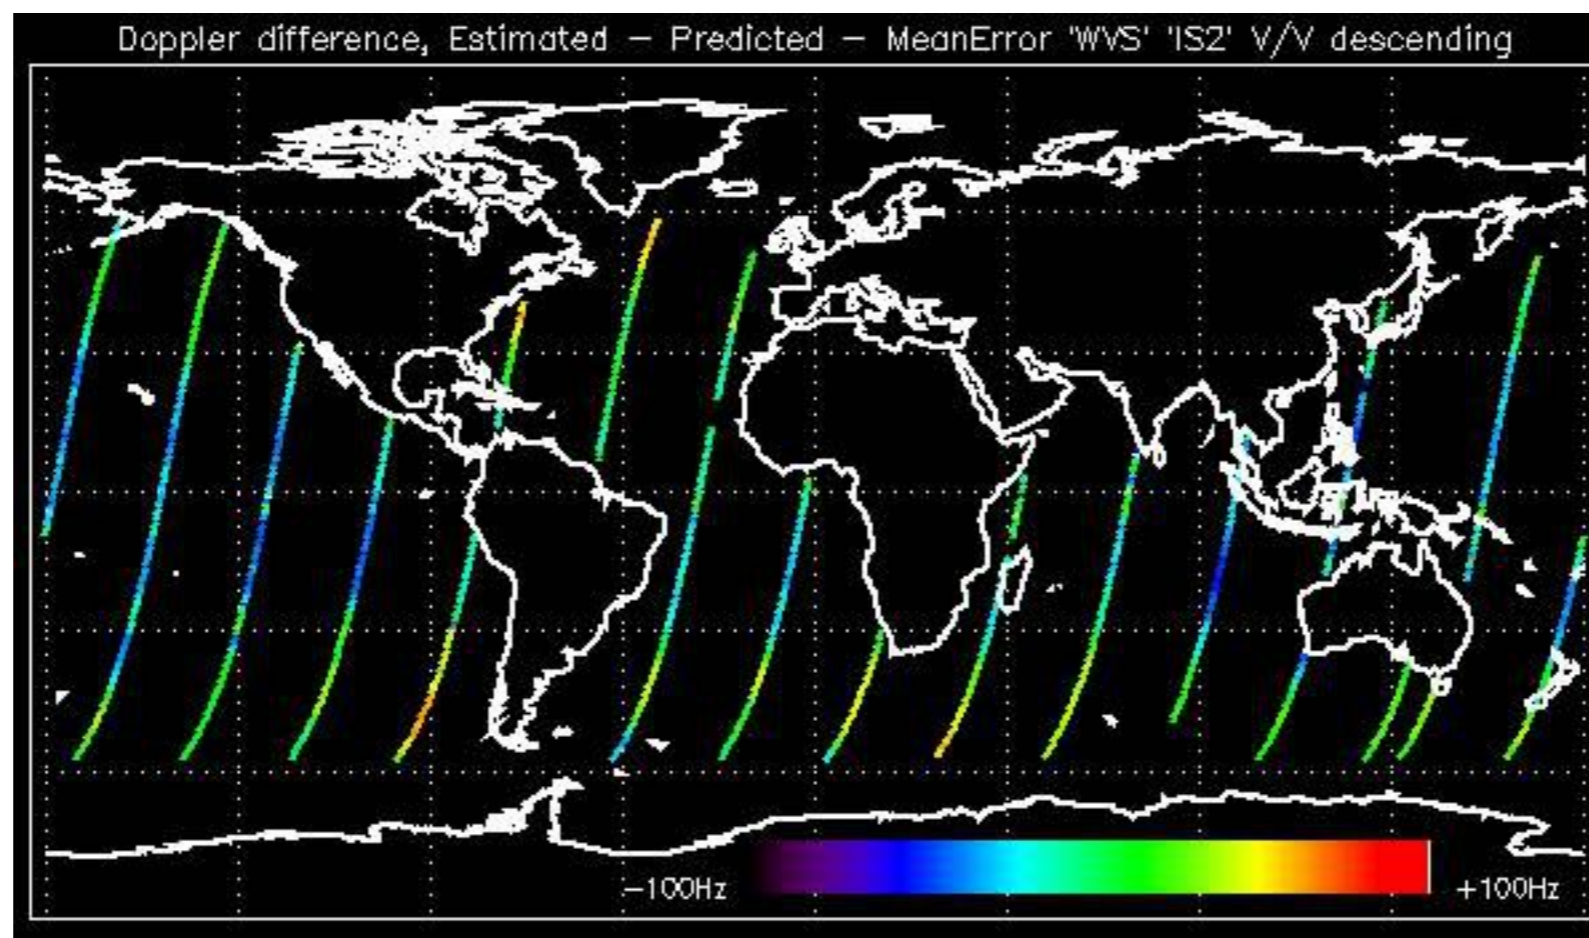 Doppler difference, Estimated – Predicted – MeanError 'WVS' 'IS2' V/V descending
−100Hz
+100Hz